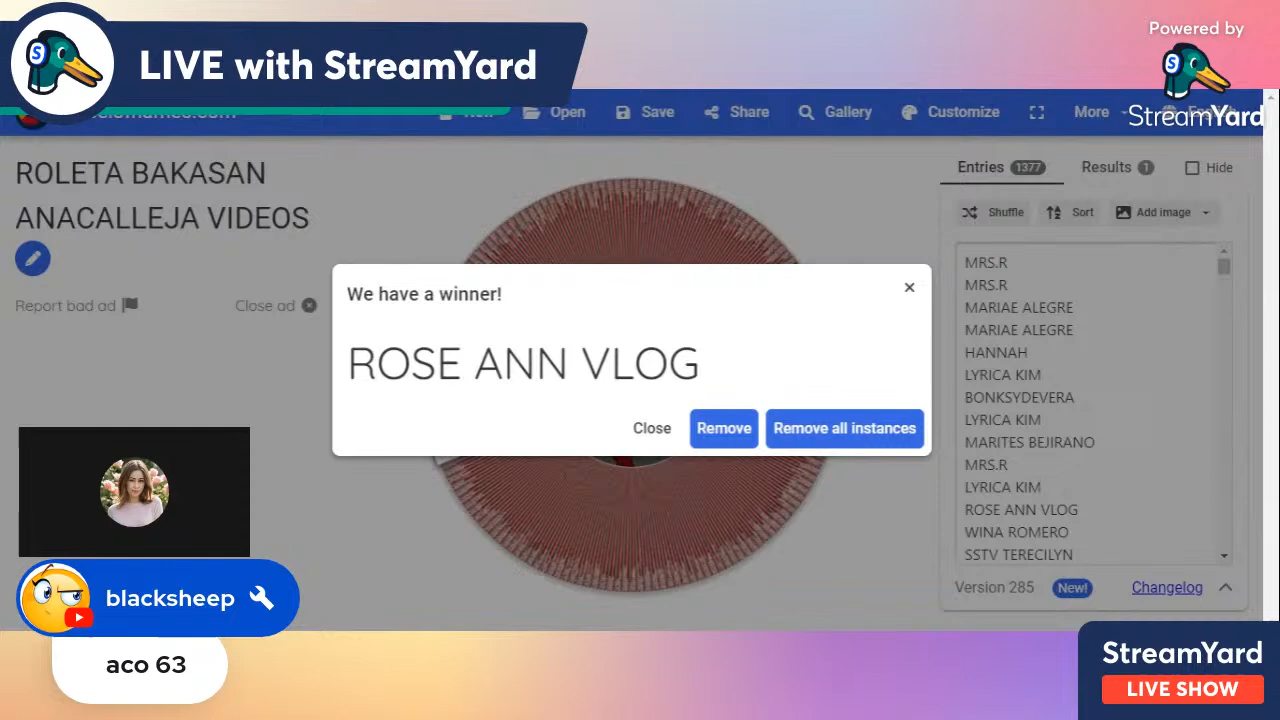 LIVE with StreamYard
Powered by
StreamYard
Open
Save
Share
Gallery
Customize
More
ROLETA BAKASAN
ANACALLEJA VIDEOS
Report bad ad
Close ad
Entries 1377
Results 1
Hide
Shuffle
Sort
Add image
MRS.R
MRS.R
MARIAE ALEGRE
MARIAE ALEGRE
HANNAH
LYRICA KIM
BONKSYDEVERA
LYRICA KIM
MARITES BEJIRANO
MRS.R
LYRICA KIM
ROSE ANN VLOG
WINA ROMERO
SSTV TERECILYN
Version 285
New!
Changelog
We have a winner!
ROSE ANN VLOG
Close
Remove
Remove all instances
blacksheep
aco 63
StreamYard
LIVE SHOW